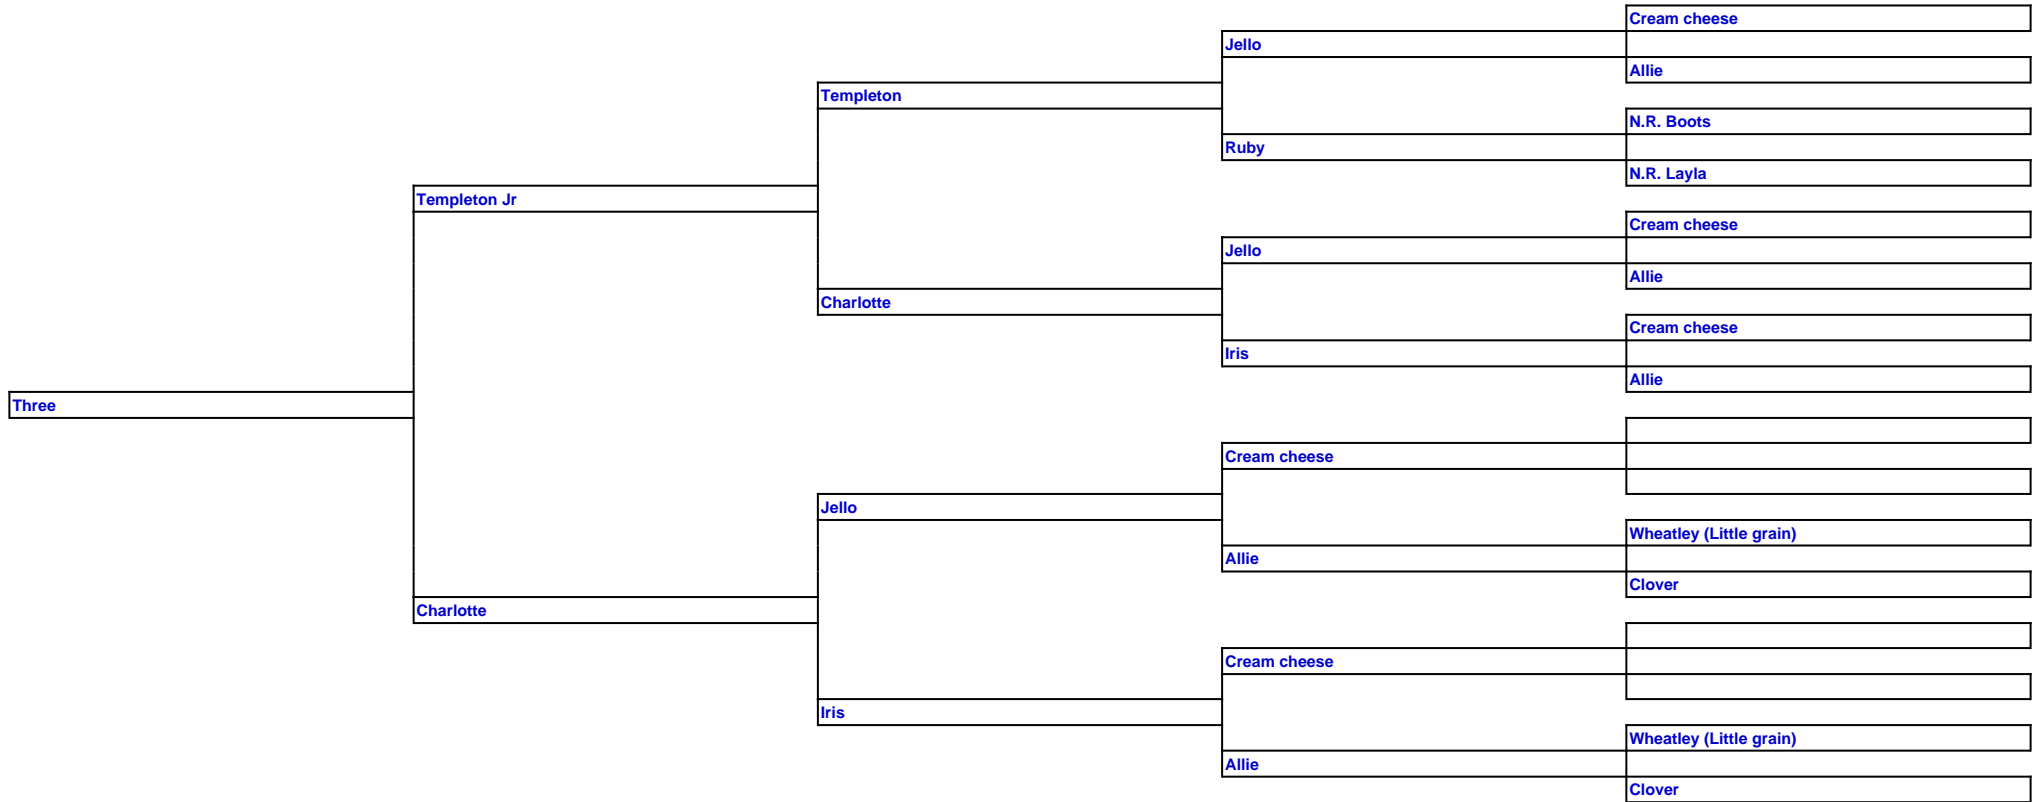 Cream cheese
Jello
Allie
Templeton
N.R. Boots
Ruby
N.R. Layla
Templeton Jr
Cream cheese
Jello
Allie
Charlotte
Cream cheese
Iris
Allie
Three
Cream cheese
Jello
Wheatley (Little grain)
Allie
Clover
Charlotte
Cream cheese
Iris
Wheatley (Little grain)
Allie
Clover